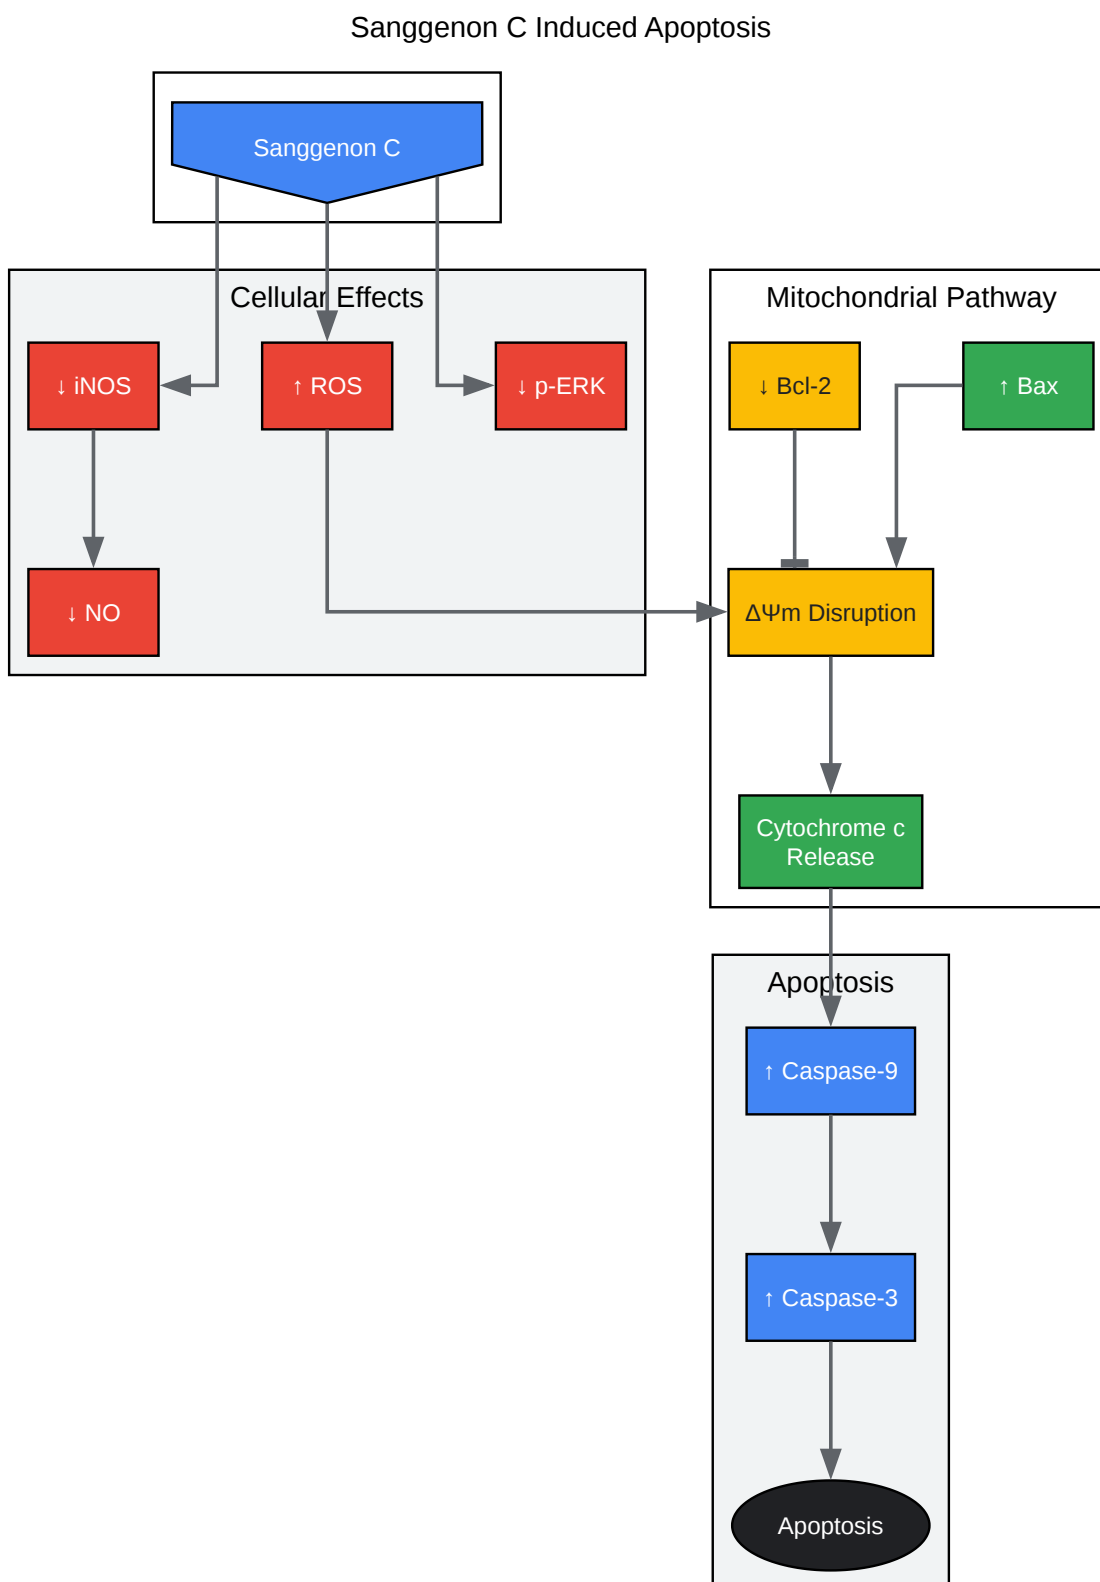 Sanggenon C Induced Apoptosis
Sanggenon C
Cellular Effects
↓ iNOS
↑ ROS
↓ p-ERK
↓ NO
Mitochondrial Pathway
↓ Bcl-2
↑ Bax
ΔΨm Disruption
Cytochrome c
Release
Apoptosis
↑ Caspase-9
↑ Caspase-3
Apoptosis